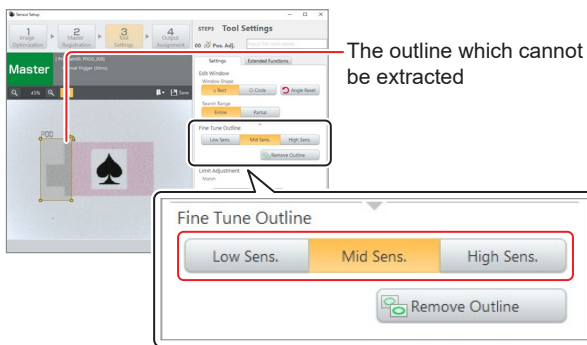 Sensor Setup
1
Image
Optimization
2
Master
Registration
3
Tool
Settings
4
Output
Assignment
STEP3 Tool Settings
00 Pos. Adj.
Master
Settings
Extended Functions
Edit Window
Window Shape
Rect
Circle
Angle Reset
Search Range
Entire
Partial
45%
Save
Fine Tune Outline
Low Sens.
Mid Sens.
High Sens.
Remove Outline
Limit Adjustment
Match
The outline which cannot
be extracted
Fine Tune Outline
Low Sens.
Mid Sens.
High Sens.
Remove Outline